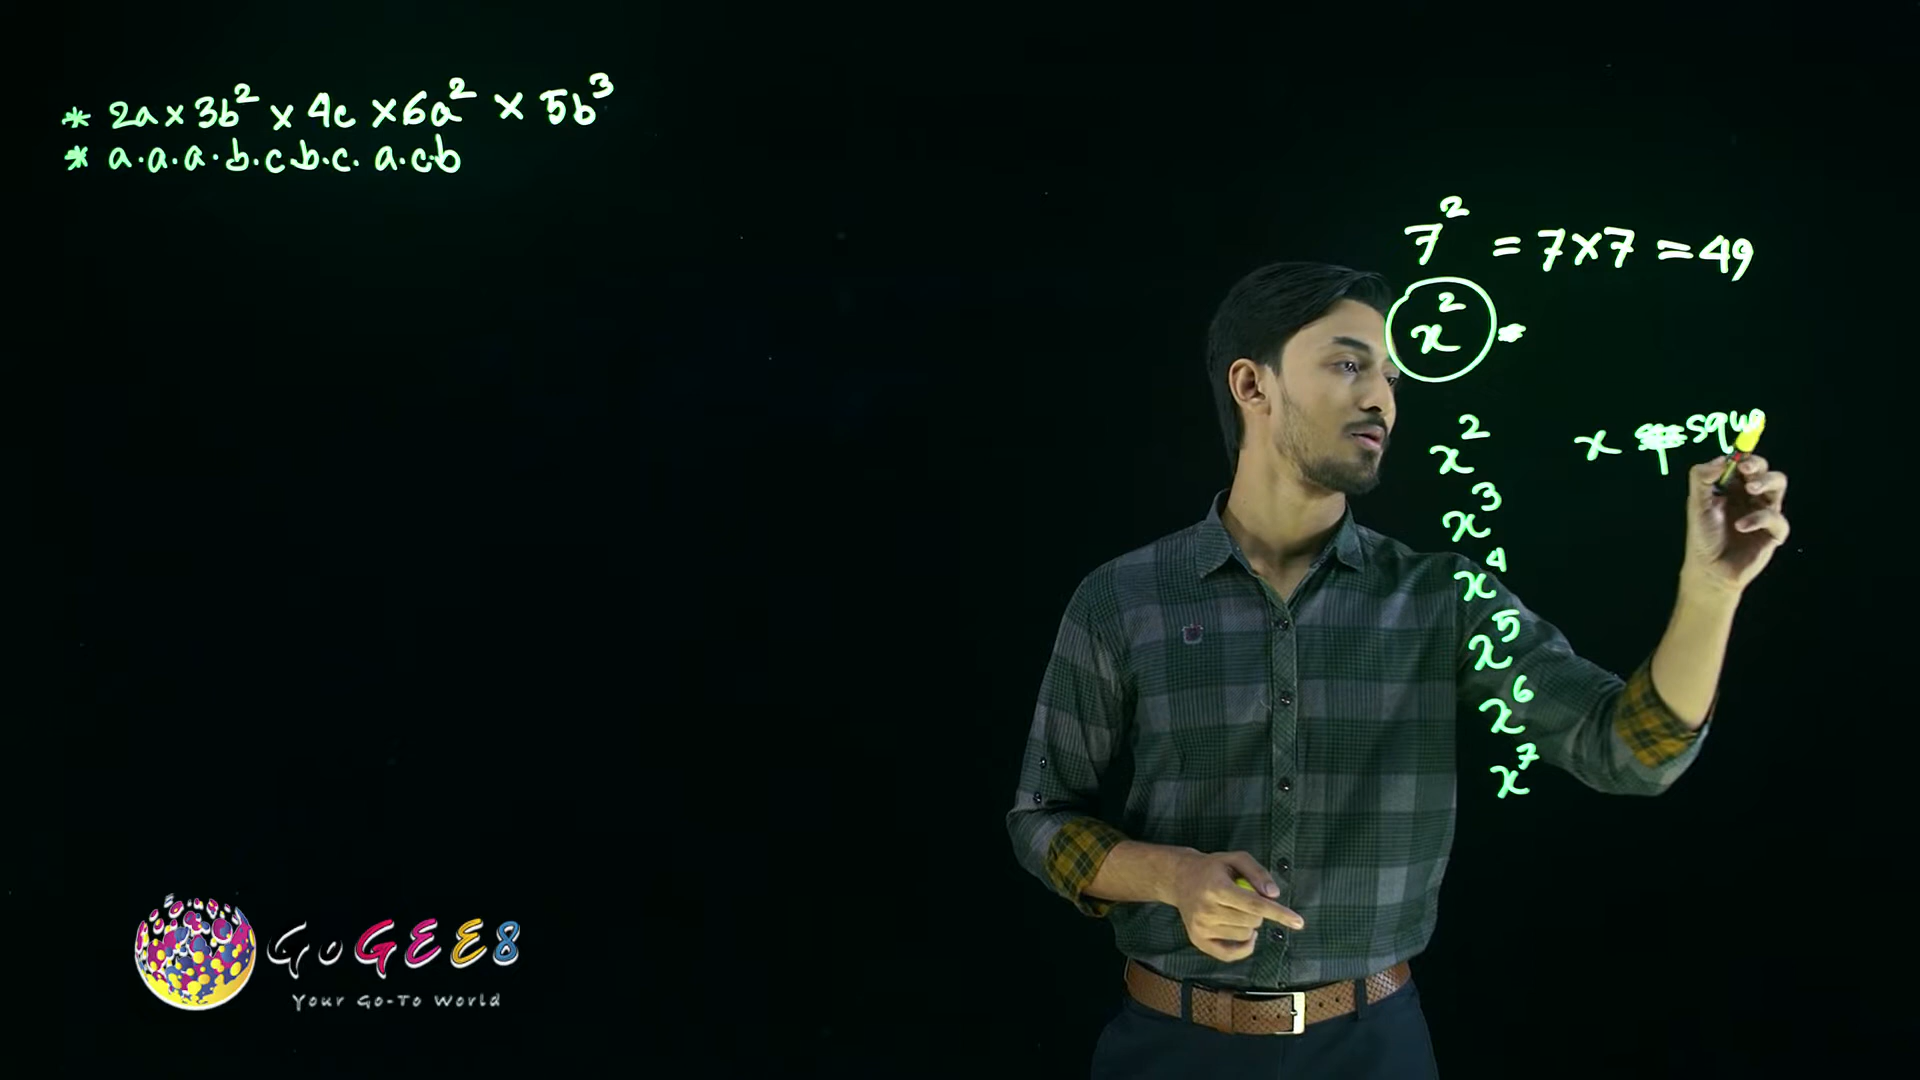 * 2a × 3b² × 4c × 6a² × 5b³
* a.a.a.b.c.b.c. a.c.b
7² = 7×7 = 49
x²
x² x squ
x³
x⁴
x⁵
x⁶
x⁷
GoGEE8
Your Go-To World